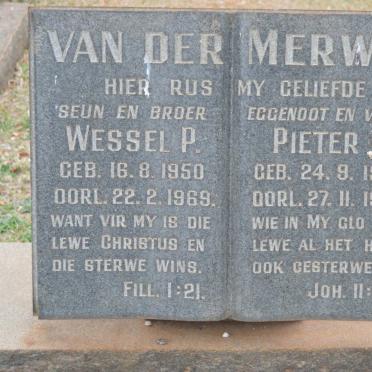 VAN DER MERW
HIER RUS MY GELIEFDE
SEUN EN BROER
WESSEL P.
GEB. 16.8.1950
OORL. 22.2.1969.
WANT VIR MY IS DIE
LEWE CHRISTUS EN
DIE STERWE WINS.
FILL. 1:21.
EGGENOOT EN V
PIETER
GEB. 24.9.1
OORL. 27.11.1
WIE IN MY GLO
LEWE AL HET H
OOK GESTERWE
JOH. 11: